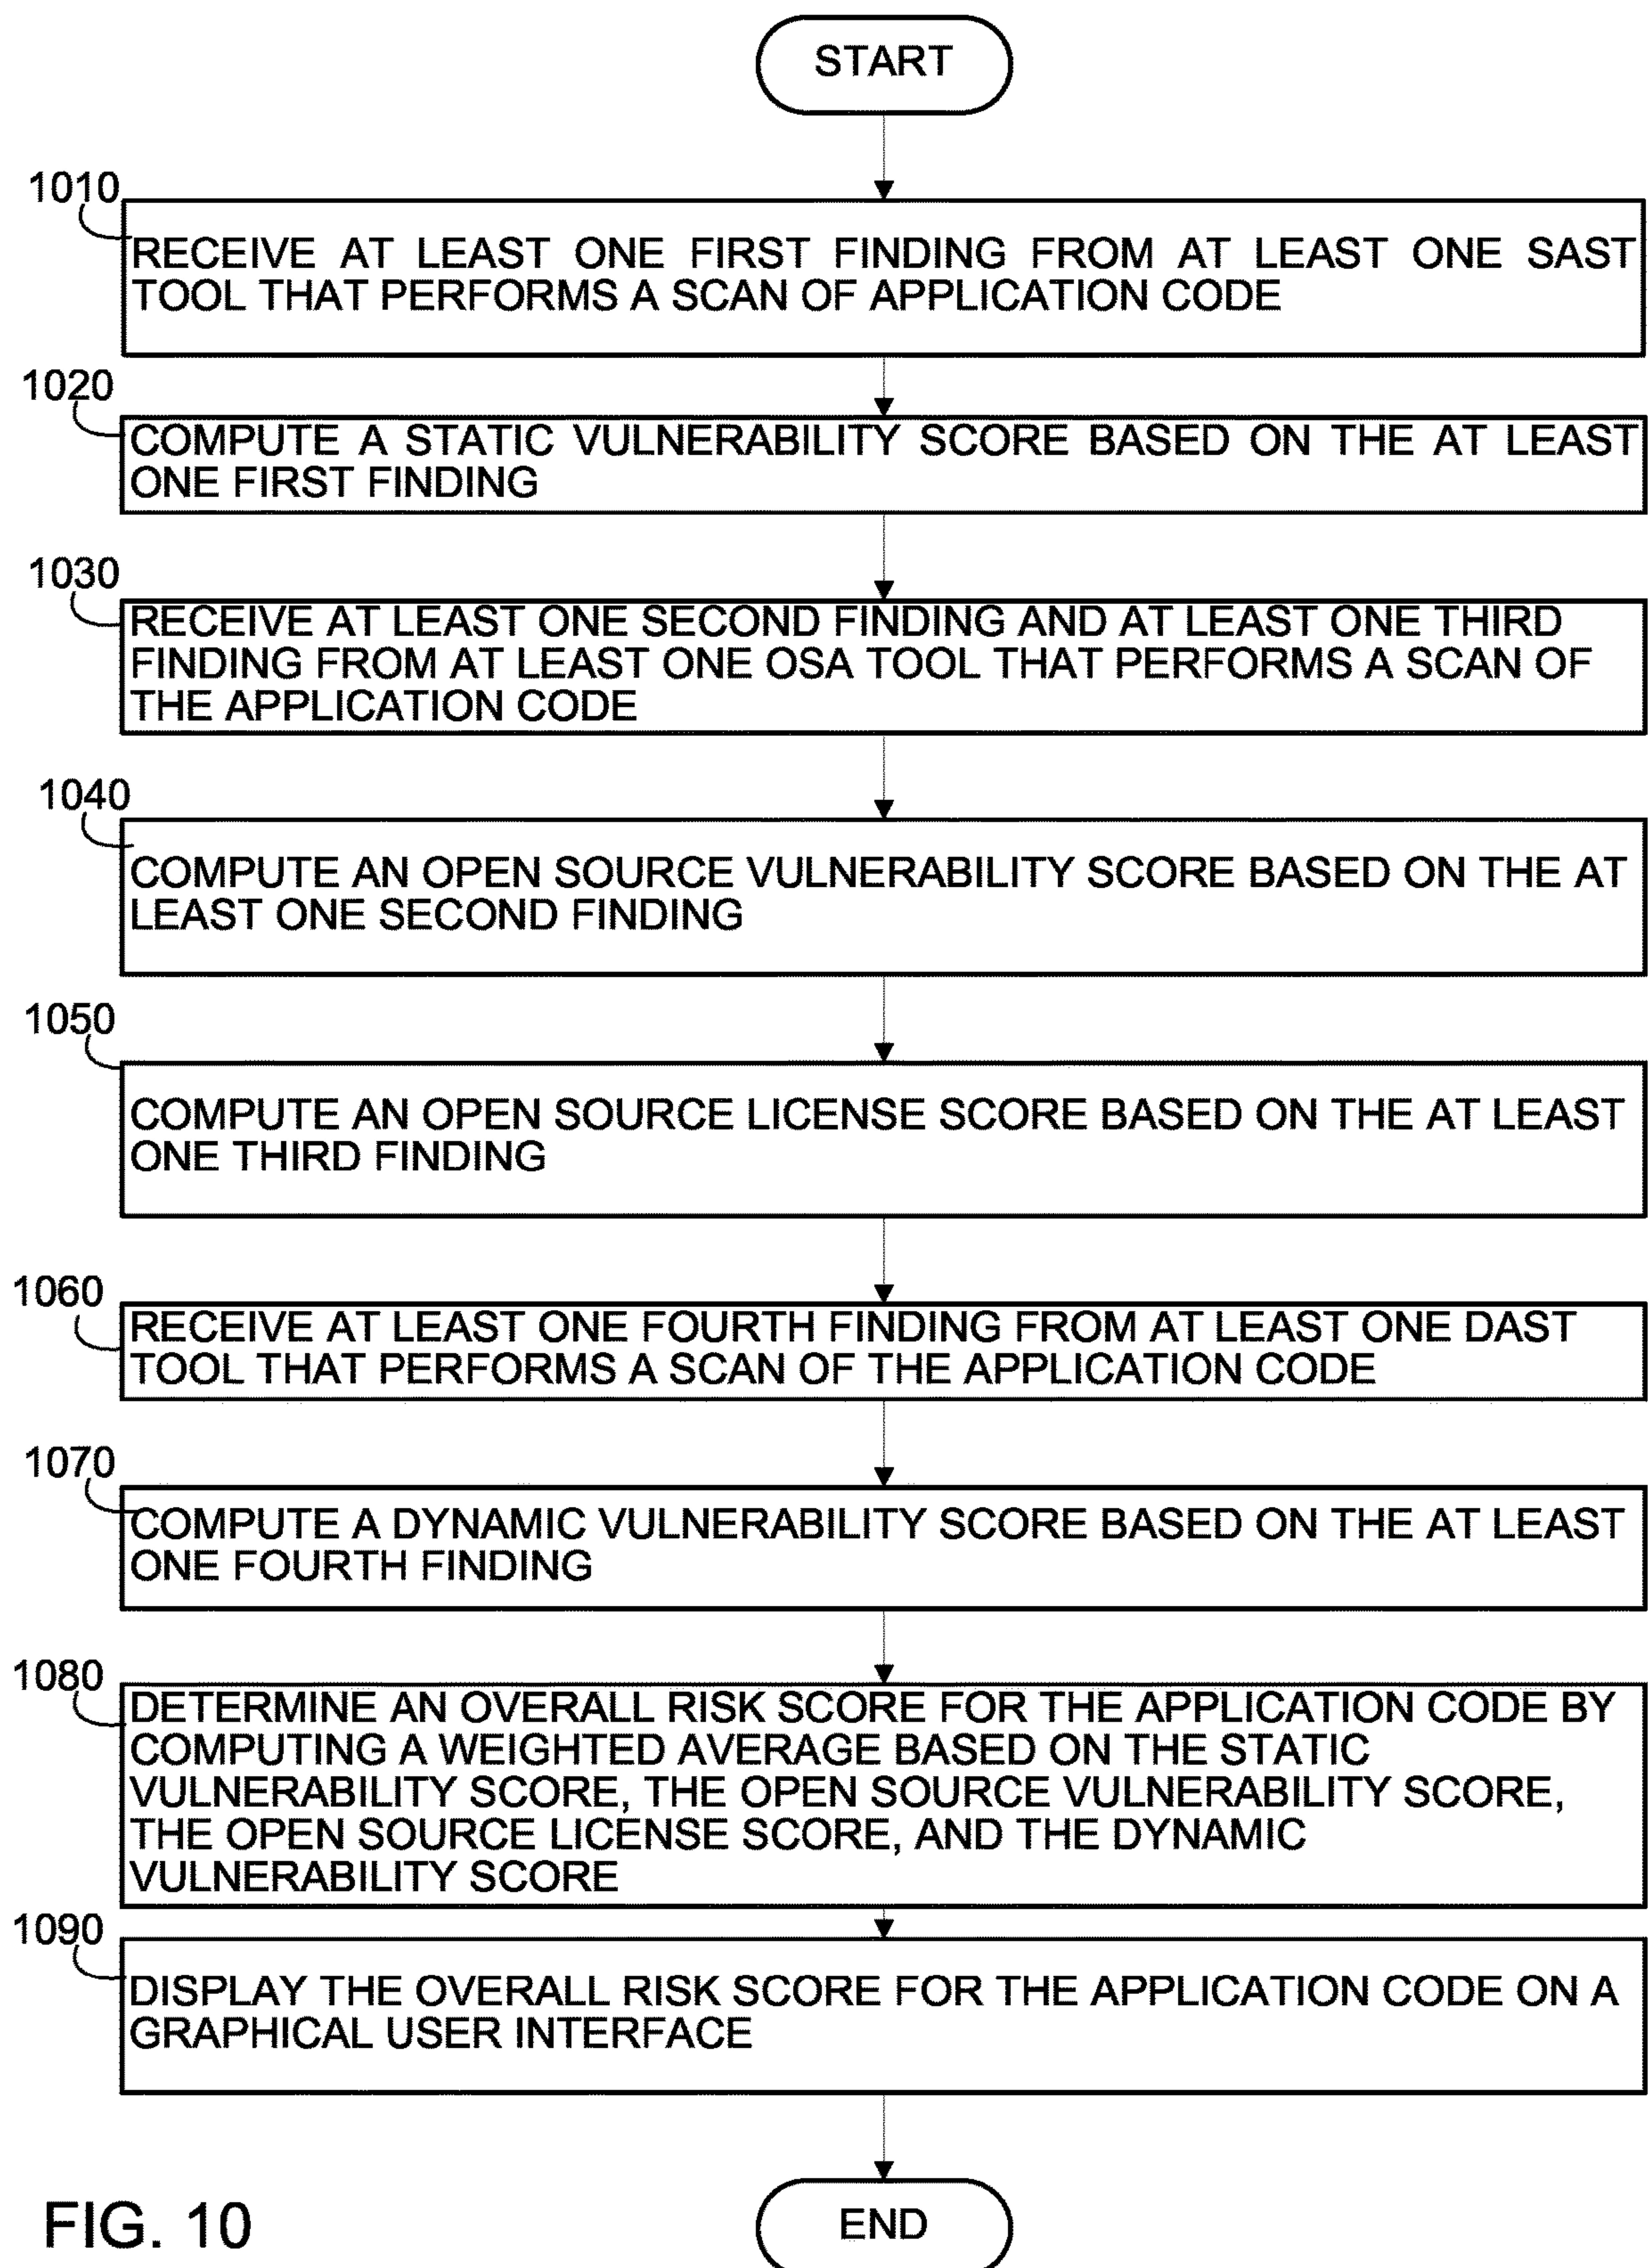 START
1010
RECEIVE AT LEAST ONE FIRST FINDING FROM AT LEAST ONE SAST
TOOL THAT PERFORMS A SCAN OF APPLICATION CODE
1020
COMPUTE A STATIC VULNERABILITY SCORE BASED ON THE AT LEAST
ONE FIRST FINDING
1030
RECEIVE AT LEAST ONE SECOND FINDING AND AT LEAST ONE THIRD
FINDING FROM AT LEAST ONE OSA TOOL THAT PERFORMS A SCAN OF
THE APPLICATION CODE
1040
COMPUTE AN OPEN SOURCE VULNERABILITY SCORE BASED ON THE AT
LEAST ONE SECOND FINDING
1050
COMPUTE AN OPEN SOURCE LICENSE SCORE BASED ON THE AT LEAST
ONE THIRD FINDING
1060
RECEIVE AT LEAST ONE FOURTH FINDING FROM AT LEAST ONE DAST
TOOL THAT PERFORMS A SCAN OF THE APPLICATION CODE
1070
COMPUTE A DYNAMIC VULNERABILITY SCORE BASED ON THE AT LEAST
ONE FOURTH FINDING
1080
DETERMINE AN OVERALL RISK SCORE FOR THE APPLICATION CODE BY
COMPUTING A WEIGHTED AVERAGE BASED ON THE STATIC
VULNERABILITY SCORE, THE OPEN SOURCE VULNERABILITY SCORE,
THE OPEN SOURCE LICENSE SCORE, AND THE DYNAMIC
VULNERABILITY SCORE
1090
DISPLAY THE OVERALL RISK SCORE FOR THE APPLICATION CODE ON A
GRAPHICAL USER INTERFACE
END
FIG. 10